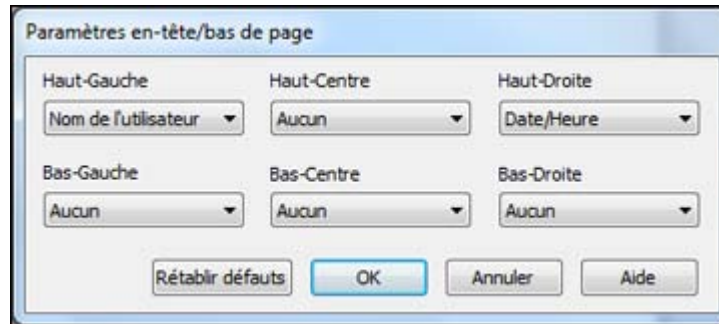 Paramètres en-tête/bas de page
Haut-Gauche Haut-Centre Haut-Droite
Nom de l'utilisateur Aucun Date/Heure
Bas-Gauche Bas-Centre Bas-Droite
Aucun Aucun Aucun
Rétablir défauts OK Annuler Aide